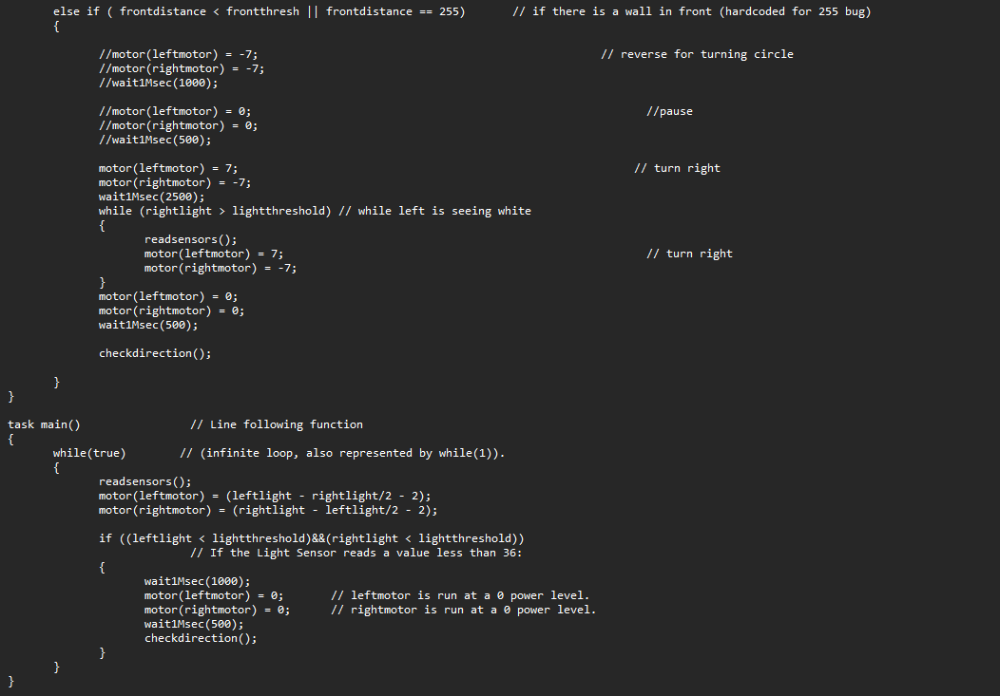 else if ( frontdistance < frontthresh || frontdistance == 255) // if there is a wall in front (hardcoded for 255 bug)
{
//motor(leftmotor) = -7; // reverse for turning circle
//motor(rightmotor) = -7;
//wait1Msec(1000);
//motor(leftmotor) = 0; //pause
//motor(rightmotor) = 0;
//wait1Msec(500);
motor(leftmotor) = 7; // turn right
motor(rightmotor) = -7;
wait1Msec(2500);
while (rightlight > lightthreshold) // while left is seeing white
{
readsensors();
motor(leftmotor) = 7; // turn right
motor(rightmotor) = -7;
}
motor(leftmotor) = 0;
motor(rightmotor) = 0;
wait1Msec(500);
checkdirection();
}
}
task main() // Line following function
{
while(true) // (infinite loop, also represented by while(1)).
{
readsensors();
motor(leftmotor) = (leftlight - rightlight/2 - 2);
motor(rightmotor) = (rightlight - leftlight/2 - 2);
if ((leftlight < lightthreshold)&&(rightlight < lightthreshold))
// If the Light Sensor reads a value less than 36:
{
wait1Msec(1000);
motor(leftmotor) = 0; // leftmotor is run at a 0 power level.
motor(rightmotor) = 0; // rightmotor is run at a 0 power level.
wait1Msec(500);
checkdirection();
}
}
}